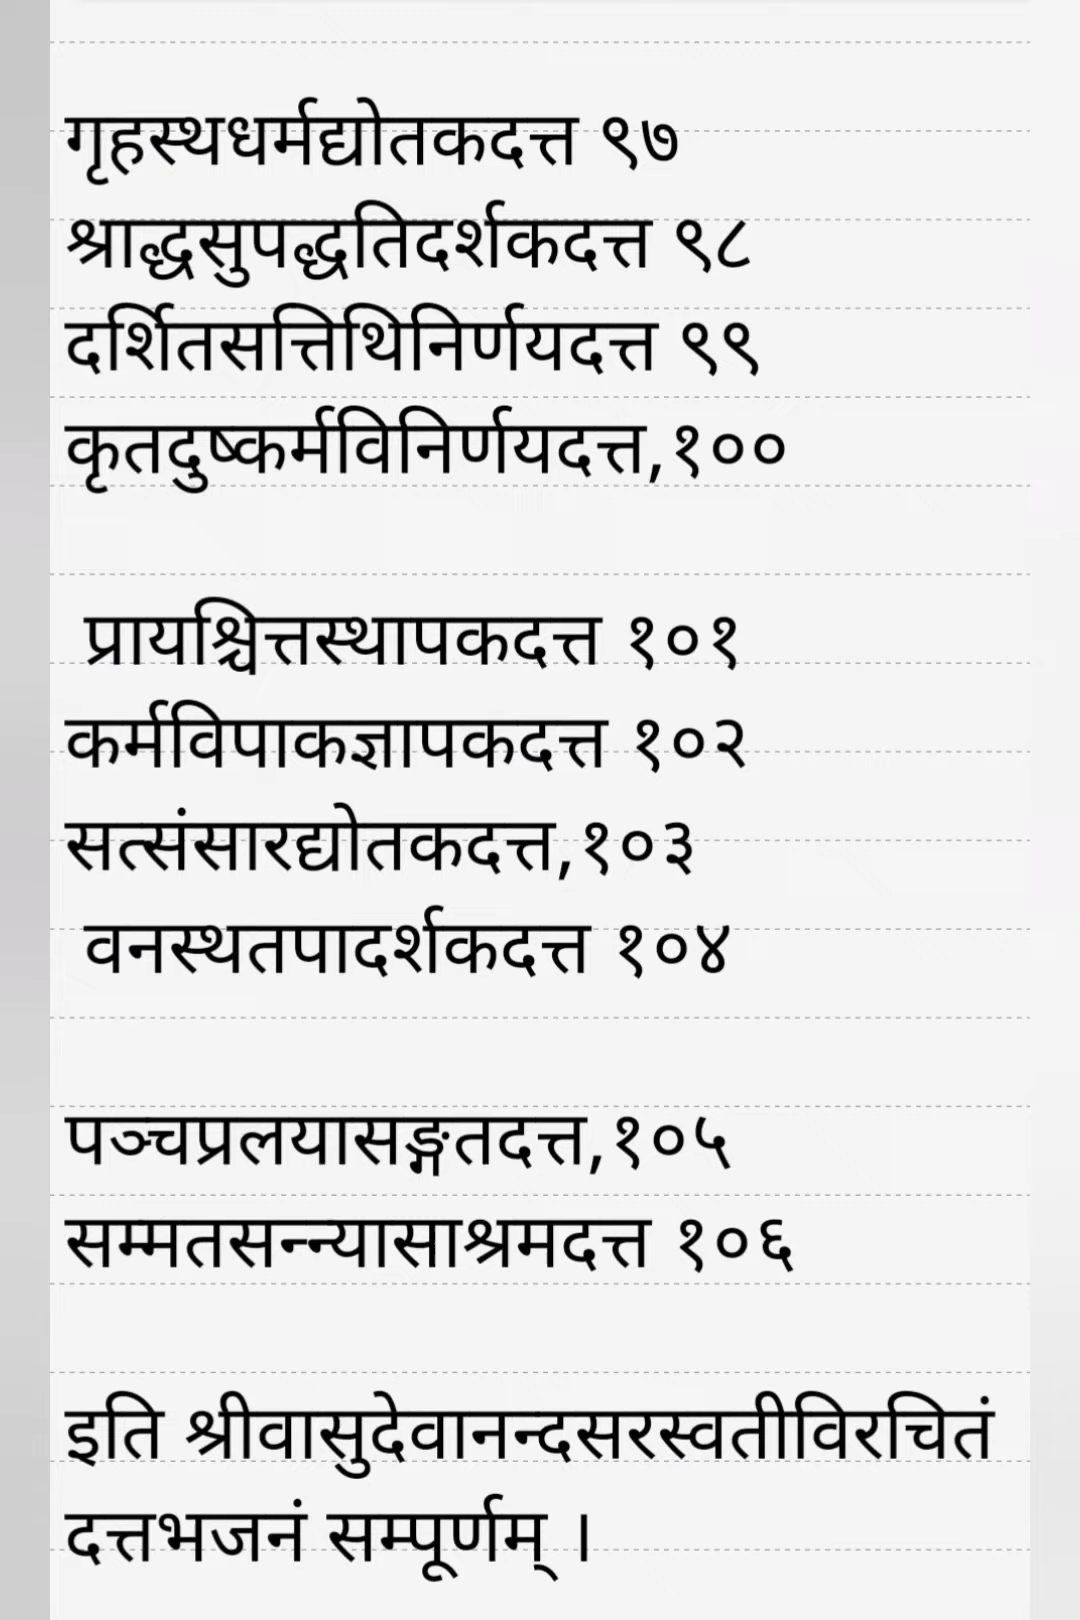 गृहस्थधर्मद्योतकदत्त ९७
श्राद्धसुपद्धतिदर्शकदत्त ९८
दर्शितसत्तिथिनिर्णयदत्त ९९
कृतदुष्कर्मविनिर्णयदत्त,१००
प्रायश्चित्तस्थापकदत्त १०१
कर्मविपाकज्ञापकदत्त १०२
सत्संसारद्योतकदत्त,१०३
वनस्थतपादर्शकदत्त १०४
पञ्चप्रलयासङ्गतदत्त,१०५
सम्मतसन्न्यासाश्रमदत्त १०६
इति श्रीवासुदेवानन्दसरस्वतीविरचितं
दत्तभजनं सम्पूर्णम् ।